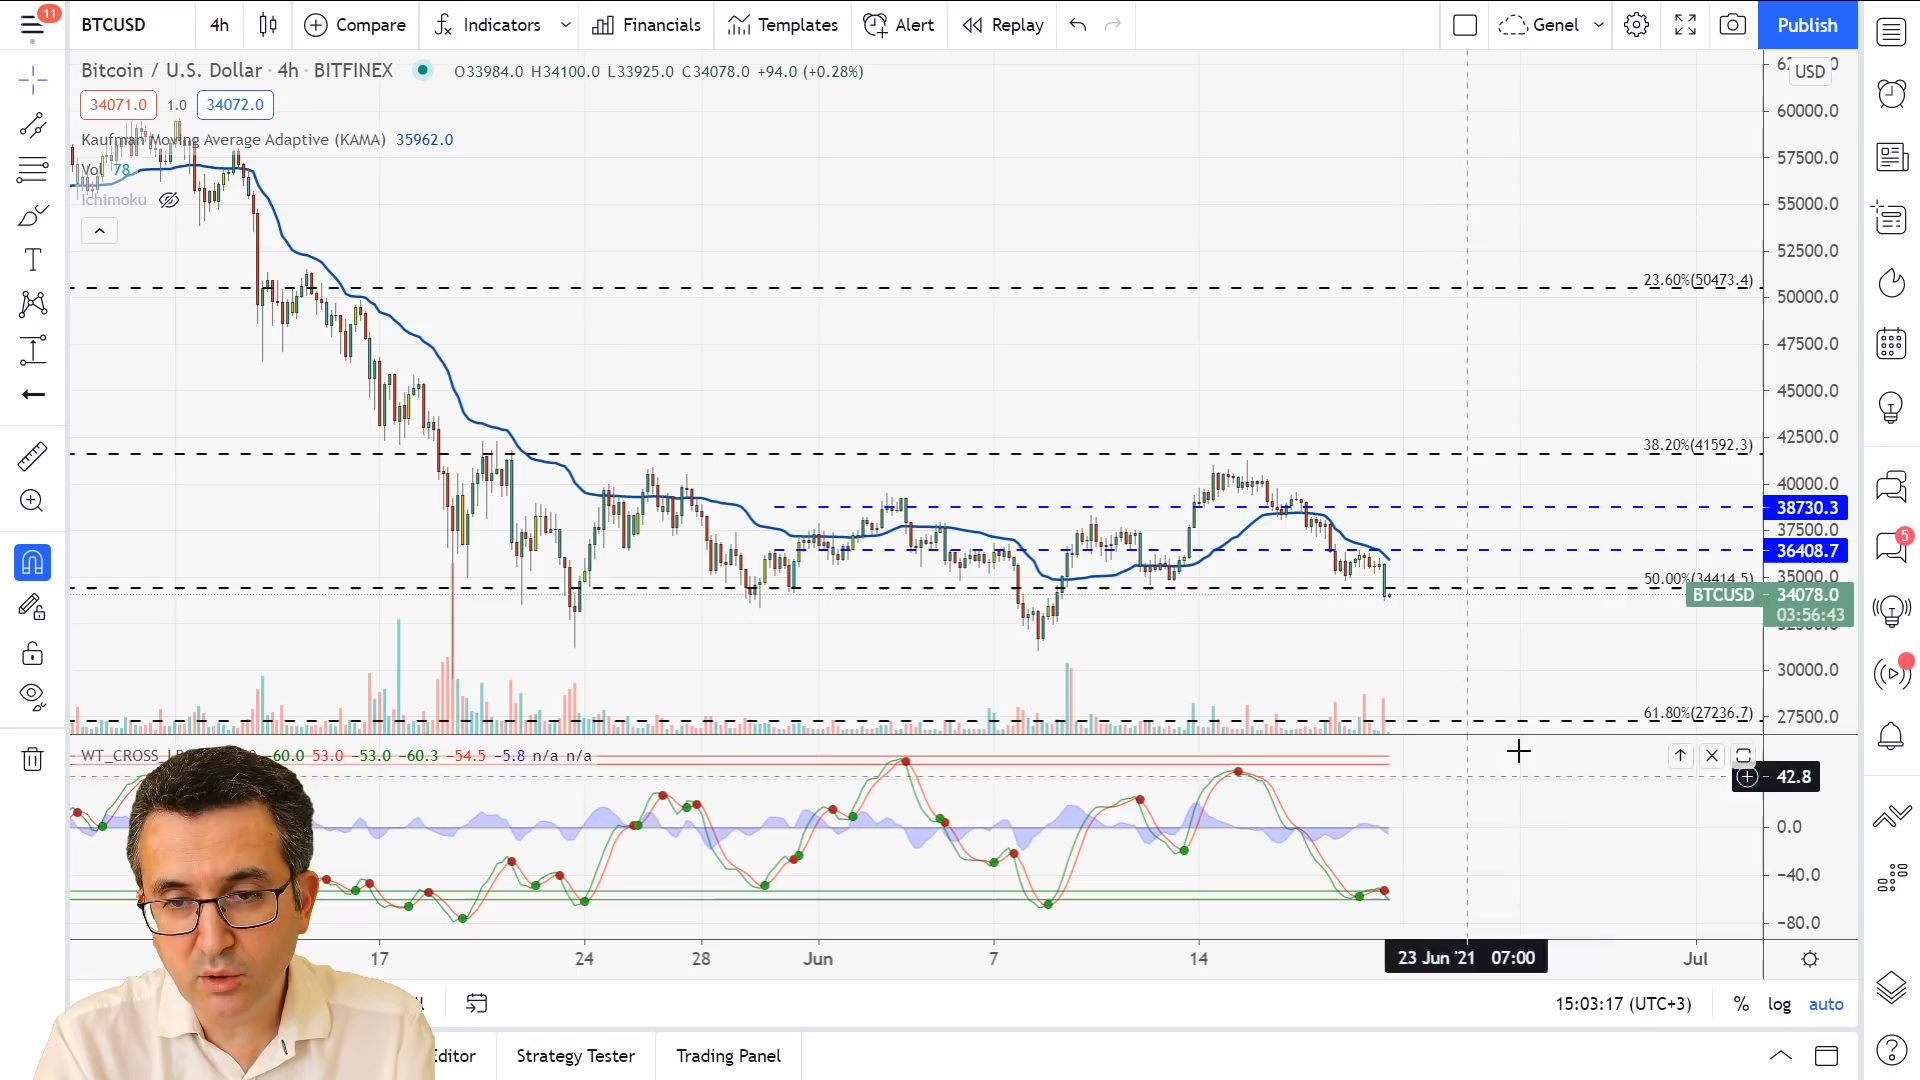 11
BTCUSD 4h Compare Indicators Financials Templates Alert Replay Genel Publish
Bitcoin / U.S. Dollar · 4h · BITFINEX O33984.0 H34100.0 L33925.0 C34078.0 +94.0 (+0.28%)
USD
34071.0 1.0 34072.0
60000.0
Kaufman Moving Average Adaptive (KAMA) 35962.0
57500.0
Vol 78
Ichimoku
55000.0
52500.0
23.60%(50473.4)
50000.0
47500.0
45000.0
42500.0
38.20%(41592.3)
40000.0
38730.3
37500.0
5
36408.7
35000.0
50.00%(34414.5)
BTCUSD 34078.0
03:56:43
30000.0
61.80%(27236.7)
27500.0
-60.0 53.0 -53.0 -60.3 -54.5 -5.8 n/a n/a
42.8
0.0
-40.0
-80.0
17 24 28 Jun 7 14 23 Jun '21 07:00 Jul
15:03:17 (UTC+3) % log auto
Editor Strategy Tester Trading Panel